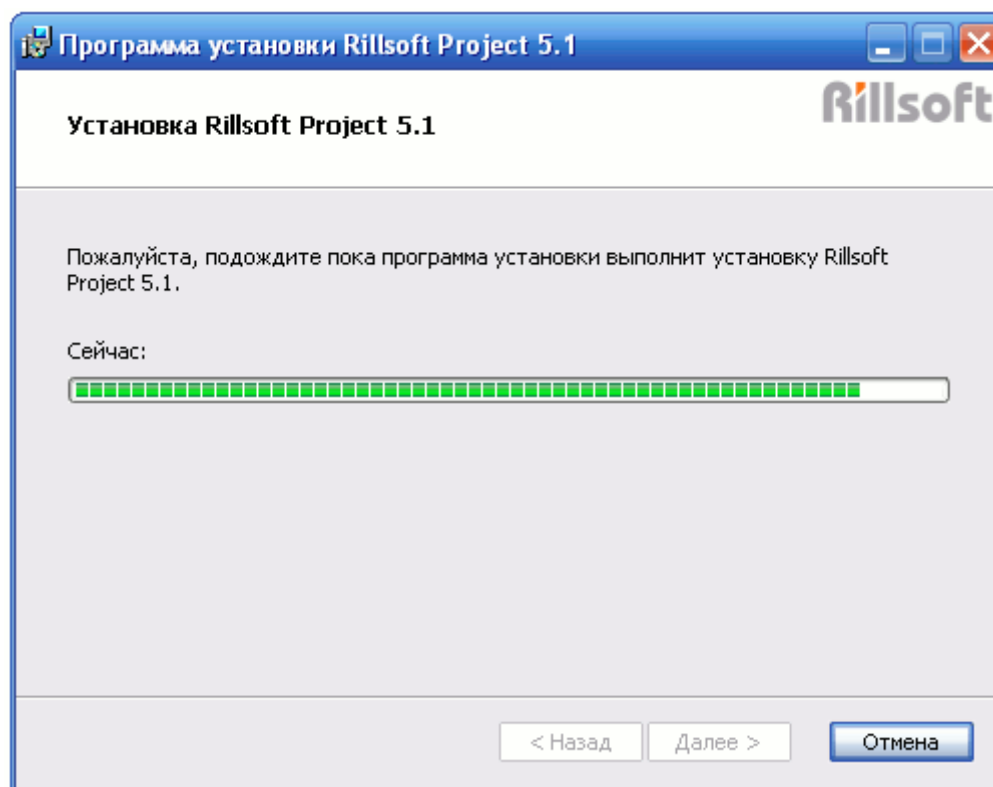 Программа установки Rillsoft Project 5.1
Rillsoft
Установка Rillsoft Project 5.1
Пожалуйста, подождите пока программа установки выполнит установку Rillsoft
Project 5.1.
Сейчас:
< Назад
Далее >
Отмена